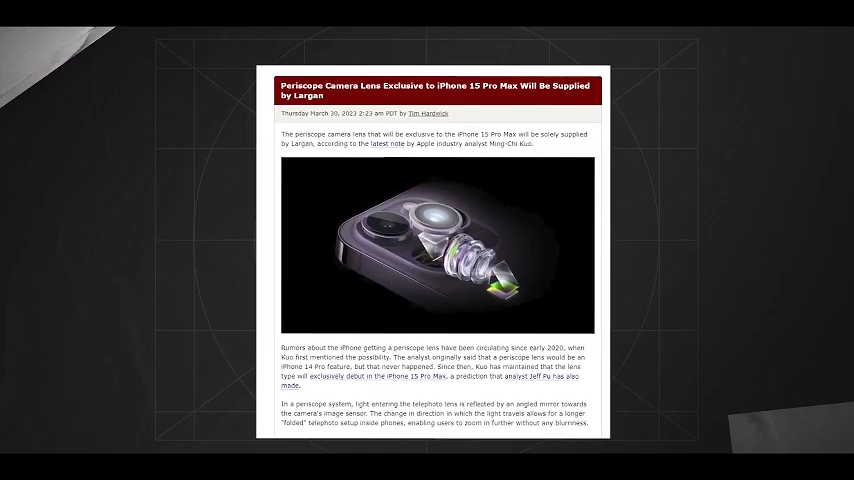 Periscope Camera Lens Exclusive to iPhone 15 Pro Max Will Be Supplied
by Largan
Thursday March 30, 2023 2:23 am PDT by Tim Hardwick
The periscope camera lens that will be exclusive to the iPhone 15 Pro Max will be solely supplied
by Largan, according to the latest note by Apple industry analyst Ming-Chi Kuo.
Rumors about the iPhone getting a periscope lens have been circulating since early 2020, when
Kuo first mentioned the possibility. The analyst originally said that a periscope lens would be an
iPhone 14 Pro feature, but that never happened. Since then, Kuo has maintained that the lens
type will exclusively debut in the iPhone 15 Pro Max, a prediction that analyst Jeff Pu has also
made.
In a periscope system, light entering the telephoto lens is reflected by an angled mirror towards
the camera's image sensor. The change in direction in which the light travels allows for a longer
"folded" telephoto setup inside phones, enabling users to zoom in further without any blurriness.